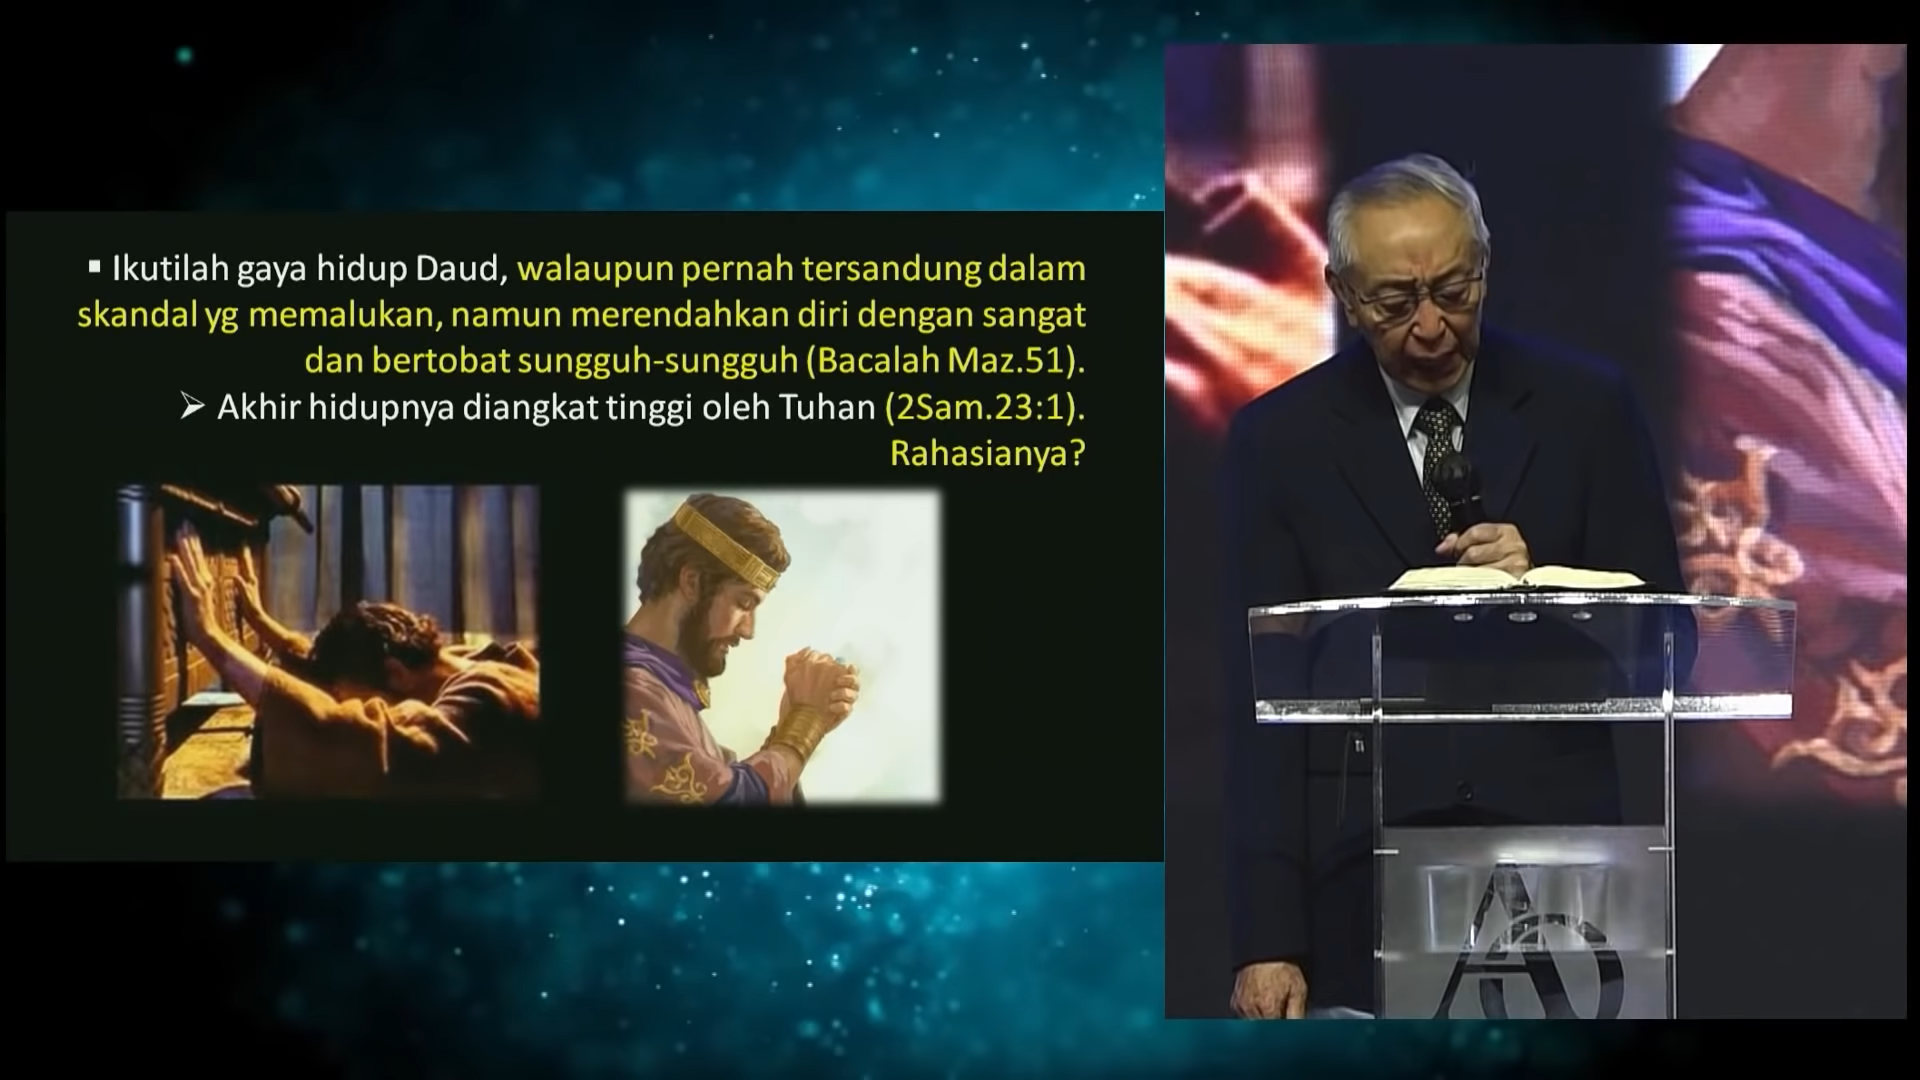 ▪ Ikutilah gaya hidup Daud, walaupun pernah tersandung dalam
skandal yg memalukan, namun merendahkan diri dengan sangat
dan bertobat sungguh-sungguh (Bacalah Maz.51).
➢ Akhir hidupnya diangkat tinggi oleh Tuhan (2Sam.23:1).
Rahasianya?